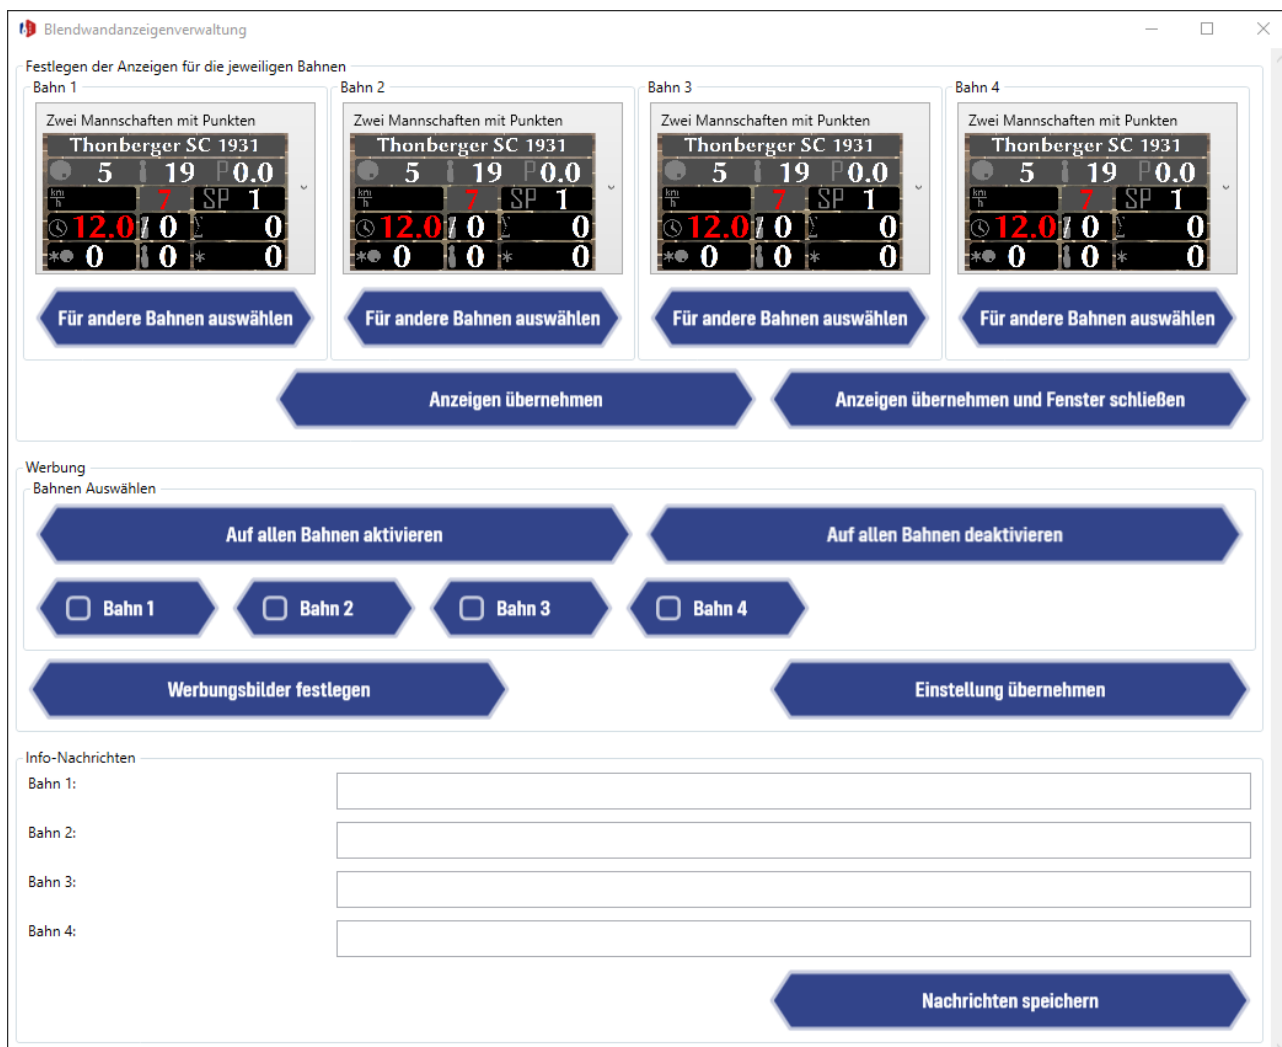 Blendwandanzeigenverwaltung
Festlegen der Anzeigen für die jeweiligen Bahnen
Bahn 1 Bahn 2 Bahn 3 Bahn 4
Zwei Mannschaften mit Punkten Zwei Mannschaften mit Punkten Zwei Mannschaften mit Punkten Zwei Mannschaften mit Punkten
Thonberger SC 1931 Thonberger SC 1931 Thonberger SC 1931 Thonberger SC 1931
5 19 P 0.0 5 19 P 0.0 5 19 P 0.0 5 19 P 0.0
km/h 7 SP 1 km/h 7 SP 1 km/h 7 SP 1 km/h 7 SP 1
12.0 0 Σ 0 12.0 0 Σ 0 12.0 0 Σ 0 12.0 0 Σ 0
* 0 0 * 0 * 0 0 * 0 * 0 0 * 0 * 0 0 * 0
Für andere Bahnen auswählen Für andere Bahnen auswählen Für andere Bahnen auswählen Für andere Bahnen auswählen
Anzeigen übernehmen Anzeigen übernehmen und Fenster schließen
Werbung
Bahnen Auswählen
Auf allen Bahnen aktivieren Auf allen Bahnen deaktivieren
Bahn 1 Bahn 2 Bahn 3 Bahn 4
Werbungsbilder festlegen Einstellung übernehmen
Info-Nachrichten
Bahn 1:
Bahn 2:
Bahn 3:
Bahn 4:
Nachrichten speichern